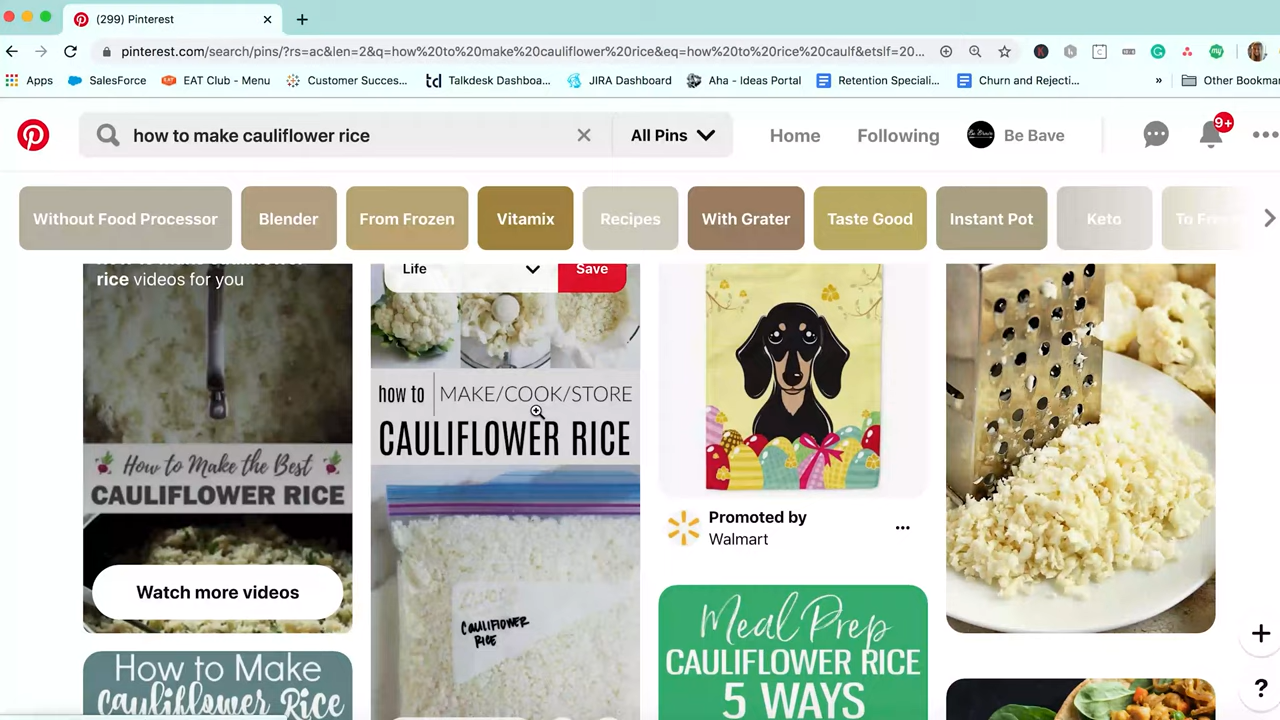 (299) Pinterest
pinterest.com/search/pins/?rs=ac&len=2&q=how%20to%20make%20cauliflower%20rice&eq=how%20to%20rice%20caulf&etslf=20...
Apps SalesForce EAT Club - Menu Customer Succes... Talkdesk Dashboa... JIRA Dashboard Aha - Ideas Portal Retention Speciali... Churn and Rejecti... » Other Bookmar
how to make cauliflower rice All Pins Home Following Be Bave 9+
Without Food Processor Blender From Frozen Vitamix Recipes With Grater Taste Good Instant Pot Keto
rice videos for you
Life Save
how to MAKE/COOK/STORE
CAULIFLOWER RICE
How to Make the Best
CAULIFLOWER RICE
Watch more videos
CAULIFLOWER
RICE
Promoted by
Walmart
Meal Prep
CAULIFLOWER RICE
5 WAYS
How to Make
Cauliflower Rice
?